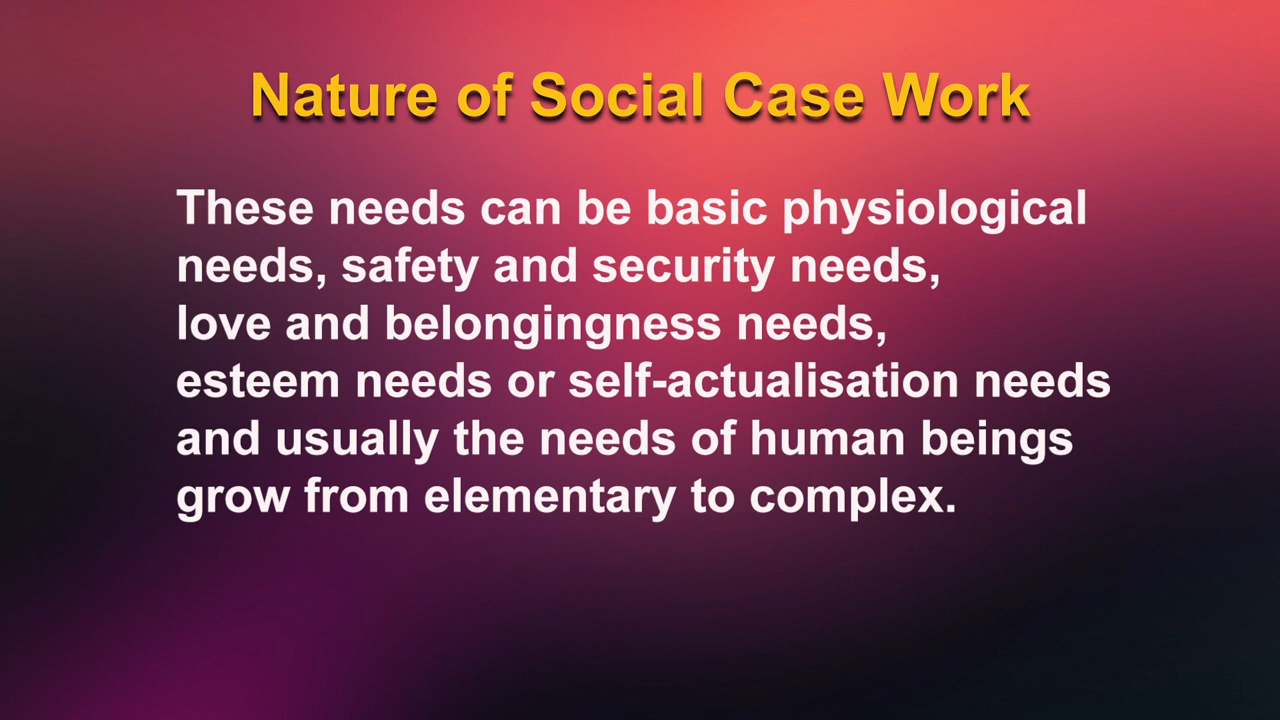 Nature of Social Case Work
These needs can be basic physiological
needs, safety and security needs,
love and belongingness needs,
esteem needs or self-actualisation needs
and usually the needs of human beings
grow from elementary to complex.